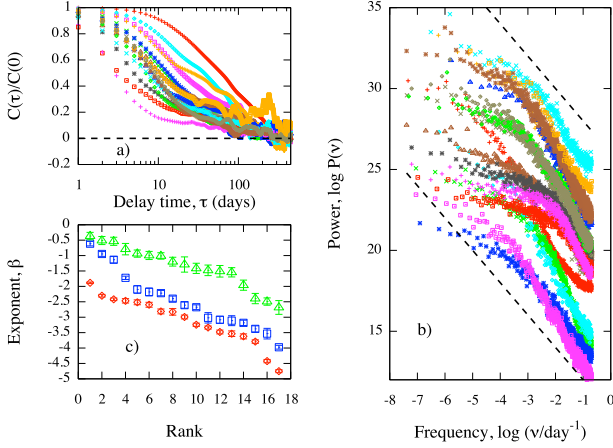 C(τ)/C(0)
1
0.8
0.6
0.4
0.2
0
-0.2
a)
1
10
100
Delay time, τ (days)
Exponent, β
0
-0.5
-1
-1.5
-2
-2.5
-3
-3.5
-4
-4.5
-5
c)
0 2 4 6 8 10 12 14 16 18
Rank
Power, log P(ν)
35
30
25
20
15
b)
-8 -7 -6 -5 -4 -3 -2 -1 0
Frequency, log (ν/day⁻¹)